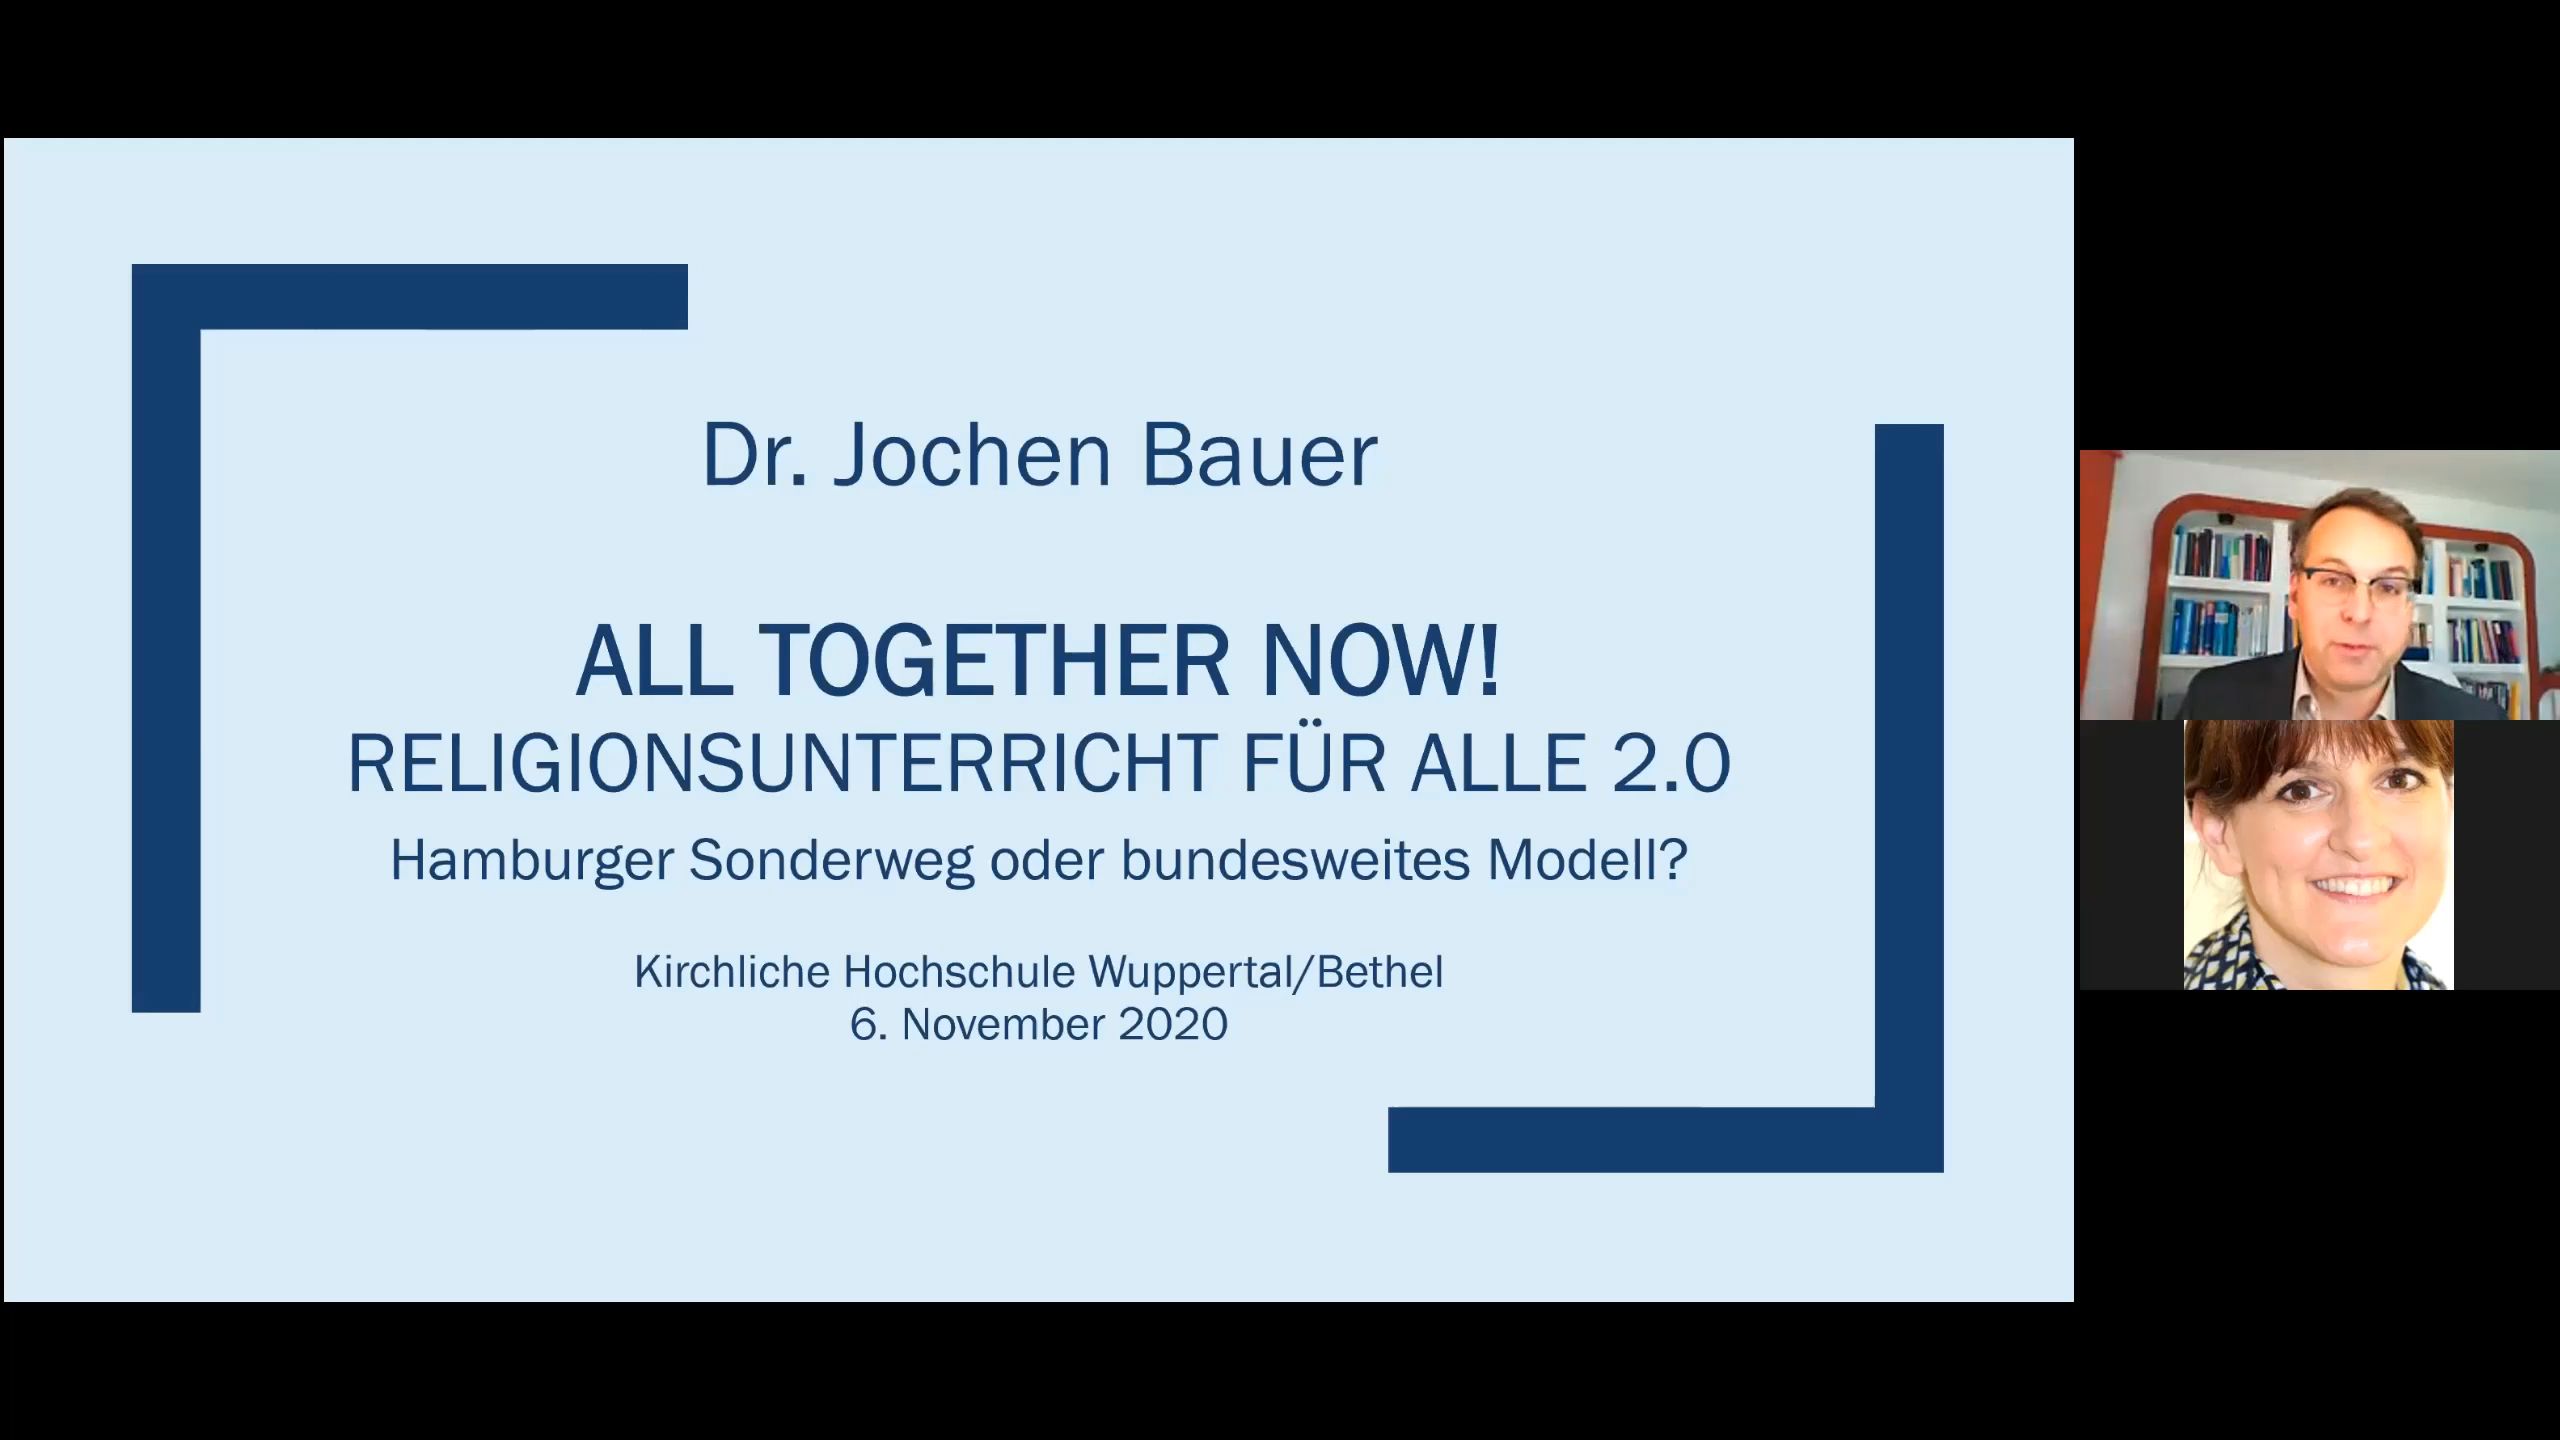 Dr. Jochen Bauer
ALL TOGETHER NOW!
RELIGIONSUNTERRICHT FÜR ALLE 2.0
Hamburger Sonderweg oder bundesweites Modell?
Kirchliche Hochschule Wuppertal/Bethel
6. November 2020